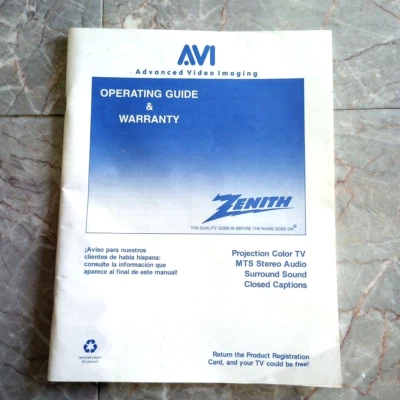 AVI
Advanced Video Imaging
OPERATING GUIDE
&
WARRANTY
ZENITH
THE QUALITY GOES IN BEFORE THE NAME GOES ON®
¡Aviso para nuestros
clientes de habla hispana:
consulte la información que
aparece al final de este manual!
Projection Color TV
MTS Stereo Audio
Surround Sound
Closed Captions
recycled paper
Return the Product Registration
Card, and your TV could be free!